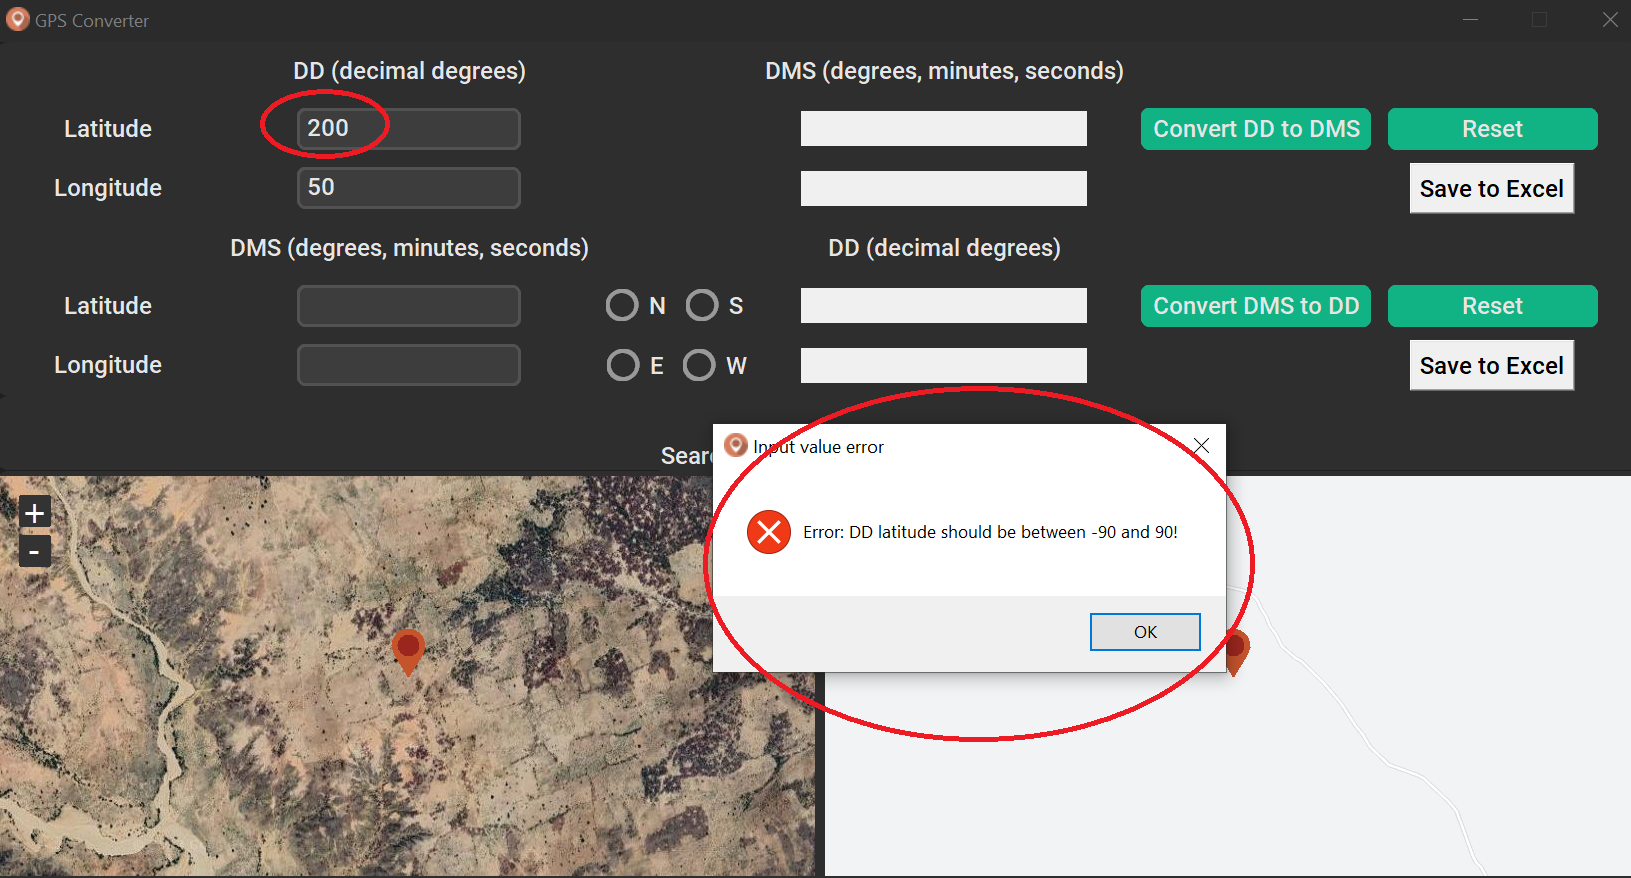 GPS Converter
DD (decimal degrees)
DMS (degrees, minutes, seconds)
Latitude
200
Convert DD to DMS
Reset
Longitude
50
Save to Excel
DMS (degrees, minutes, seconds)
DD (decimal degrees)
Latitude
N
S
Convert DMS to DD
Reset
Longitude
E
W
Save to Excel
Input value error
+
-
Error: DD latitude should be between -90 and 90!
OK